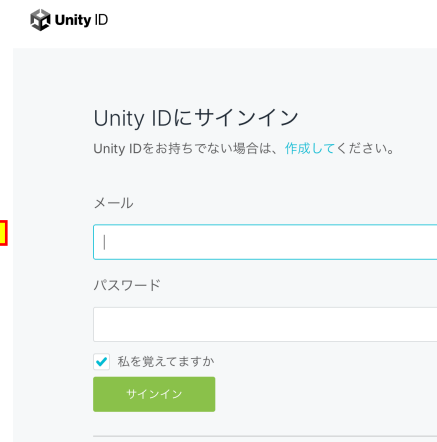 Unity ID
Unity IDにサインイン
Unity IDをお持ちでない場合は、作成してください。
メール
パスワード
私を覚えてますか
サインイン